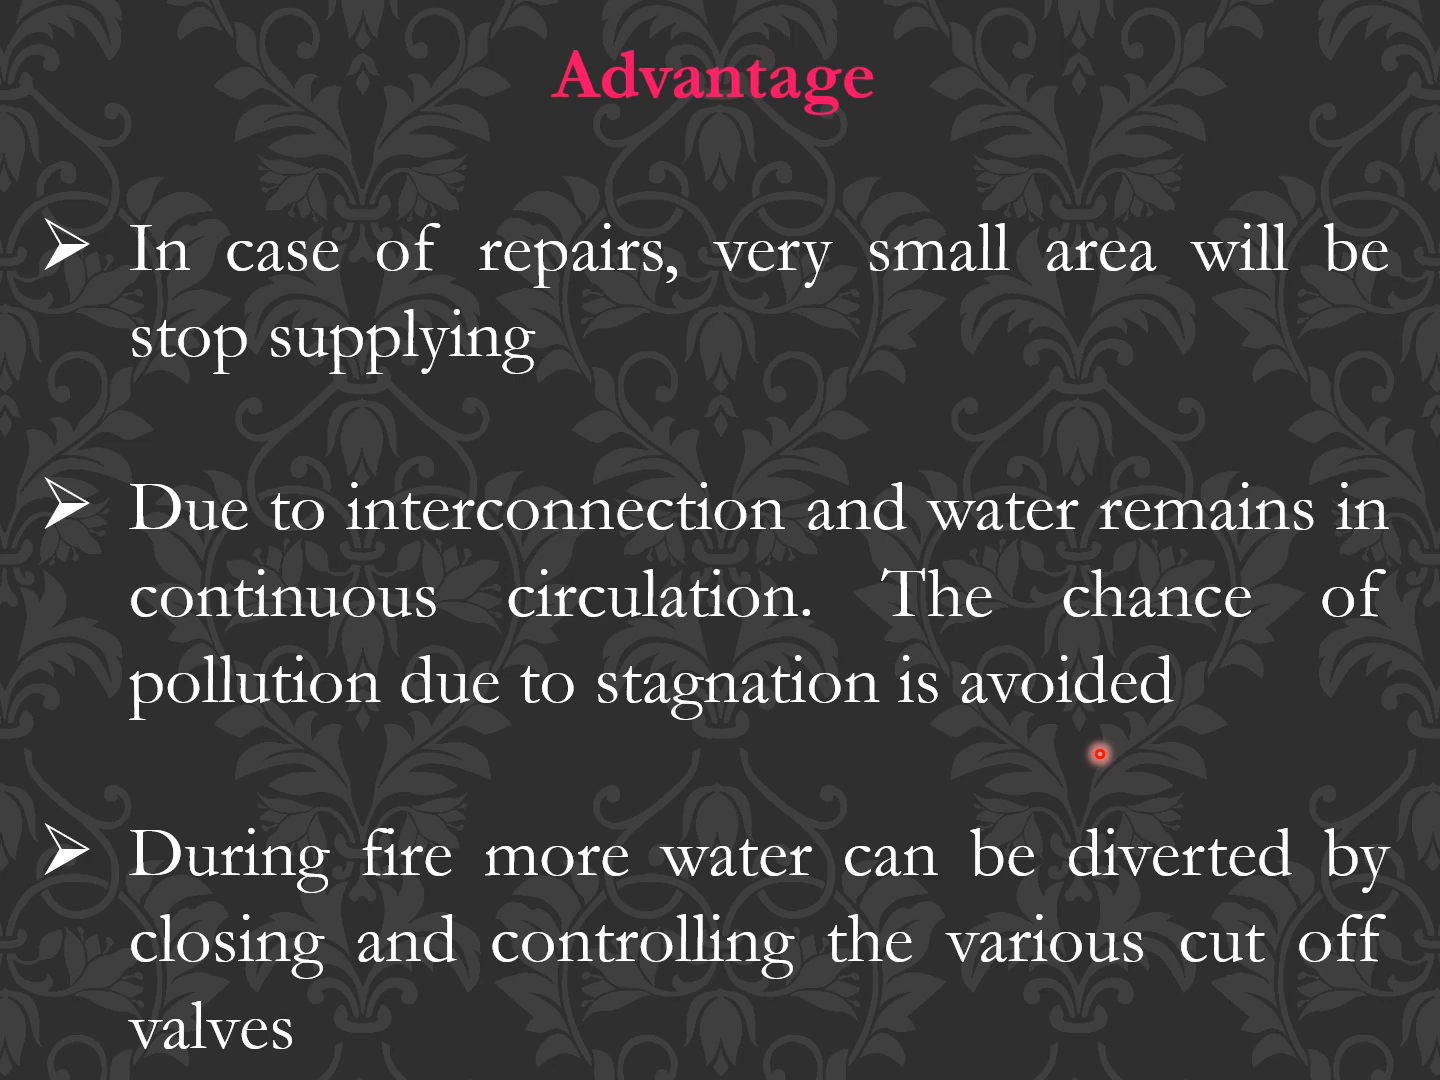 Advantage
➢ In case of repairs, very small area will be
stop supplying
➢ Due to interconnection and water remains in
continuous circulation. The chance of
pollution due to stagnation is avoided
➢ During fire more water can be diverted by
closing and controlling the various cut off
valves